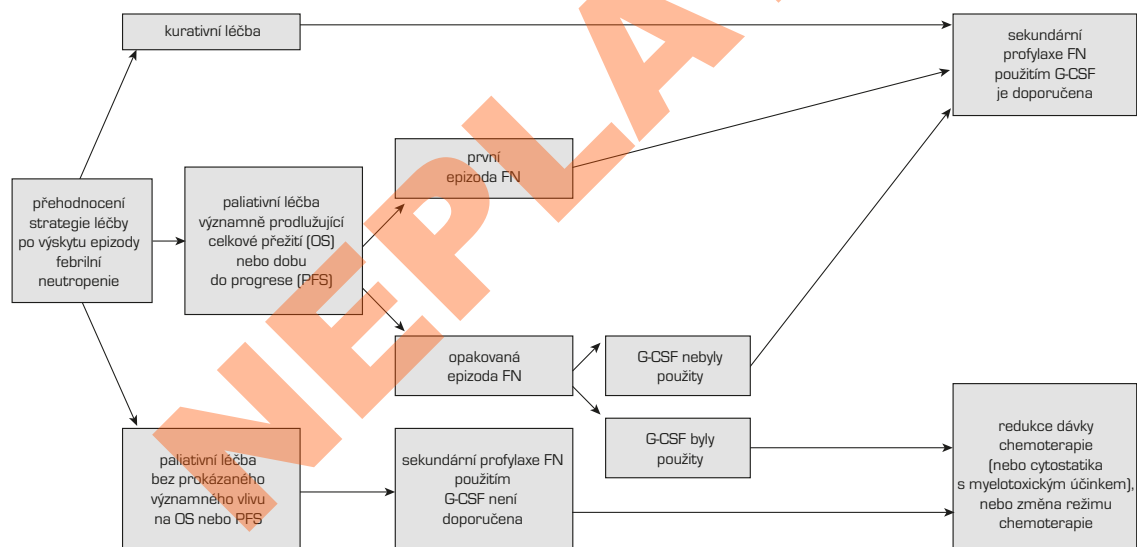 kurativní léčba
sekundární
profylaxe FN
použitím G-CSF
je doporučena
první
epizoda FN
přehodnocení
strategie léčby
po výskytu epizody
febrilní
neutropenie
paliativní léčba
významně prodlužující
celkové přežití (OS)
nebo dobu
do progrese (PFS)
opakovaná
epizoda FN
G-CSF nebyly
použity
G-CSF byly
použity
redukce dávky
chemoterapie
(nebo cytostatika
s myelotoxickým účinkem),
nebo změna režimu
chemoterapie
paliativní léčba
bez prokázaného
významného vlivu
na OS nebo PFS
sekundární profylaxe FN
použitím
G-CSF není
doporučena
NEPLA